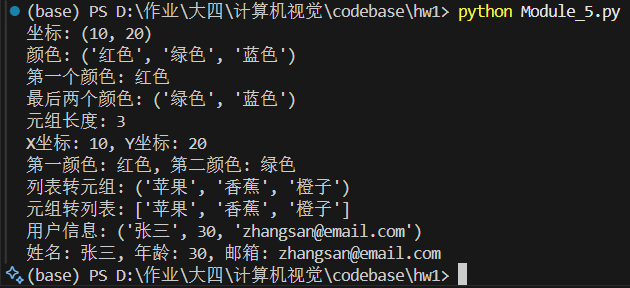 (base) PS D:\作业\大四\计算机视觉\codebase\hw1> python Module_5.py
坐标: (10, 20)
颜色: ('红色', '绿色', '蓝色')
第一个颜色: 红色
最后两个颜色: ('绿色', '蓝色')
元组长度: 3
X坐标: 10, Y坐标: 20
第一颜色: 红色, 第二颜色: 绿色
列表转元组: ('苹果', '香蕉', '橙子')
元组转列表: ['苹果', '香蕉', '橙子']
用户信息: ('张三', 30, 'zhangsan@email.com')
姓名: 张三, 年龄: 30, 邮箱: zhangsan@email.com
(base) PS D:\作业\大四\计算机视觉\codebase\hw1>